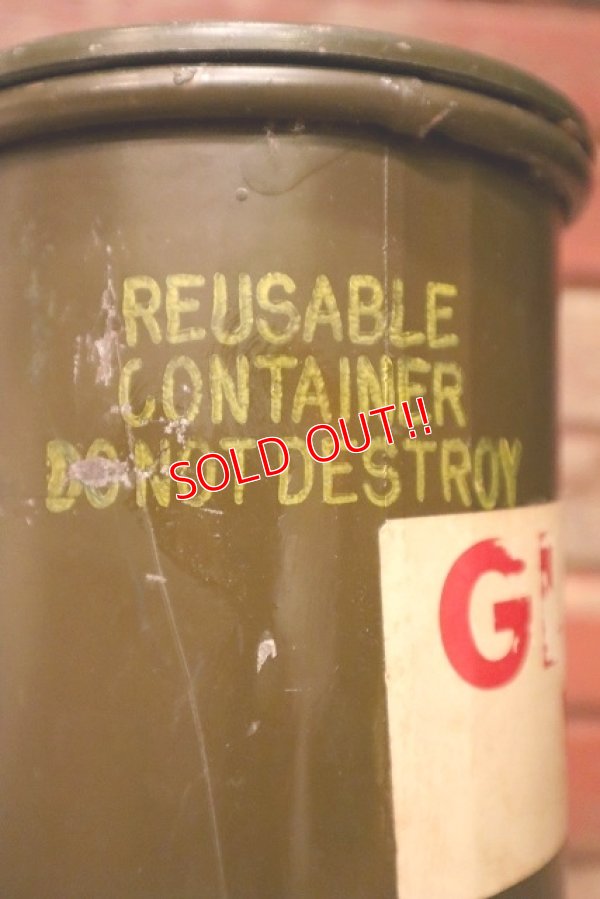 REUSABLE
CONTAINER
DO NOT DESTROY
SOLD OUT!!
G